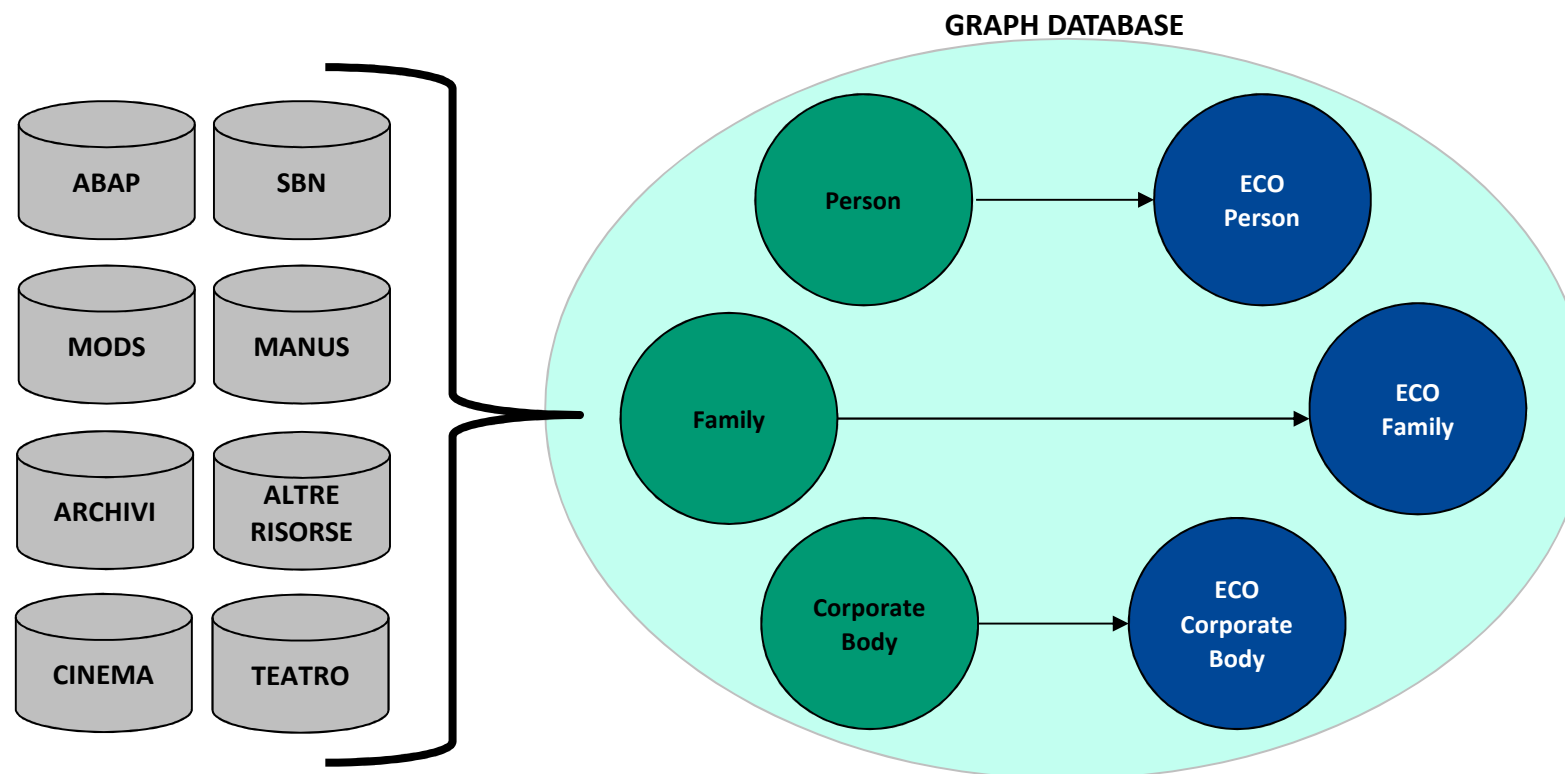 GRAPH DATABASE
ABAP
SBN
MODS
MANUS
ARCHIVI
ALTRE
RISORSE
CINEMA
TEATRO
Person
ECO
Person
Family
ECO
Family
Corporate
Body
ECO
Corporate
Body